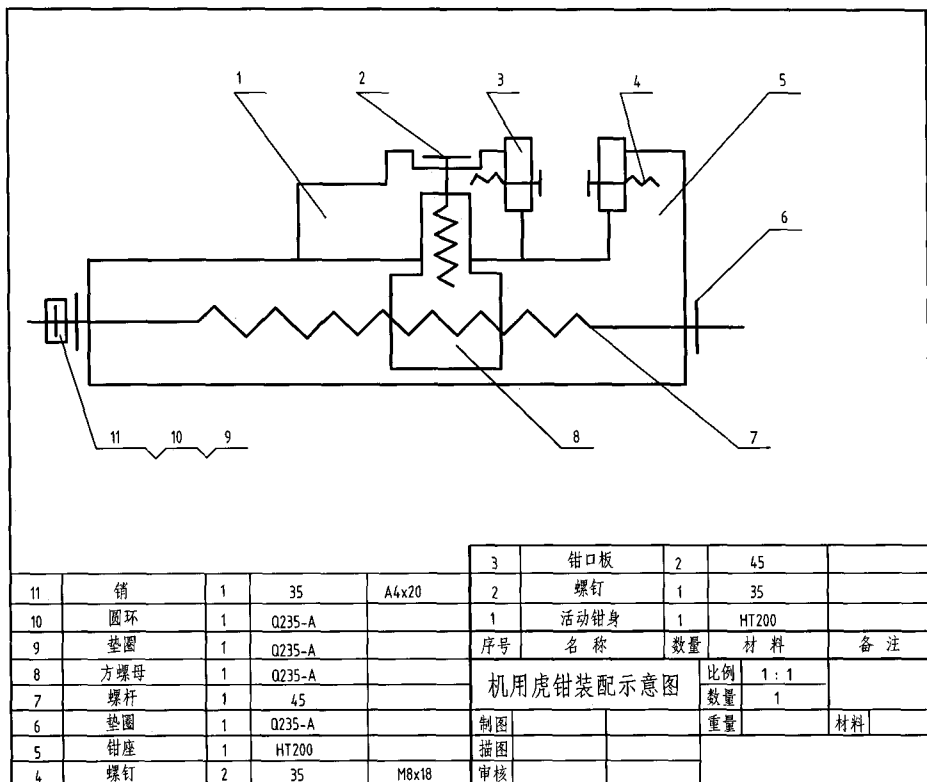 1 2 3 4 5
6
11 10 9 8 7
3 钳口板 2 45
11 销 1 35 A4x20
2 螺钉 1 35
10 圆环 1 Q235-A
1 活动钳身 1 HT200
9 垫圈 1 Q235-A
序号 名称 数量 材料 备注
8 方螺母 1 Q235-A
机用虎钳装配示意图
比例 1:1
7 螺杆 1 45
数量 1
6 垫圈 1 Q235-A
制图 重量 材料
5 钳座 1 HT200
描图
4 螺钉 2 35 M8x18
审核